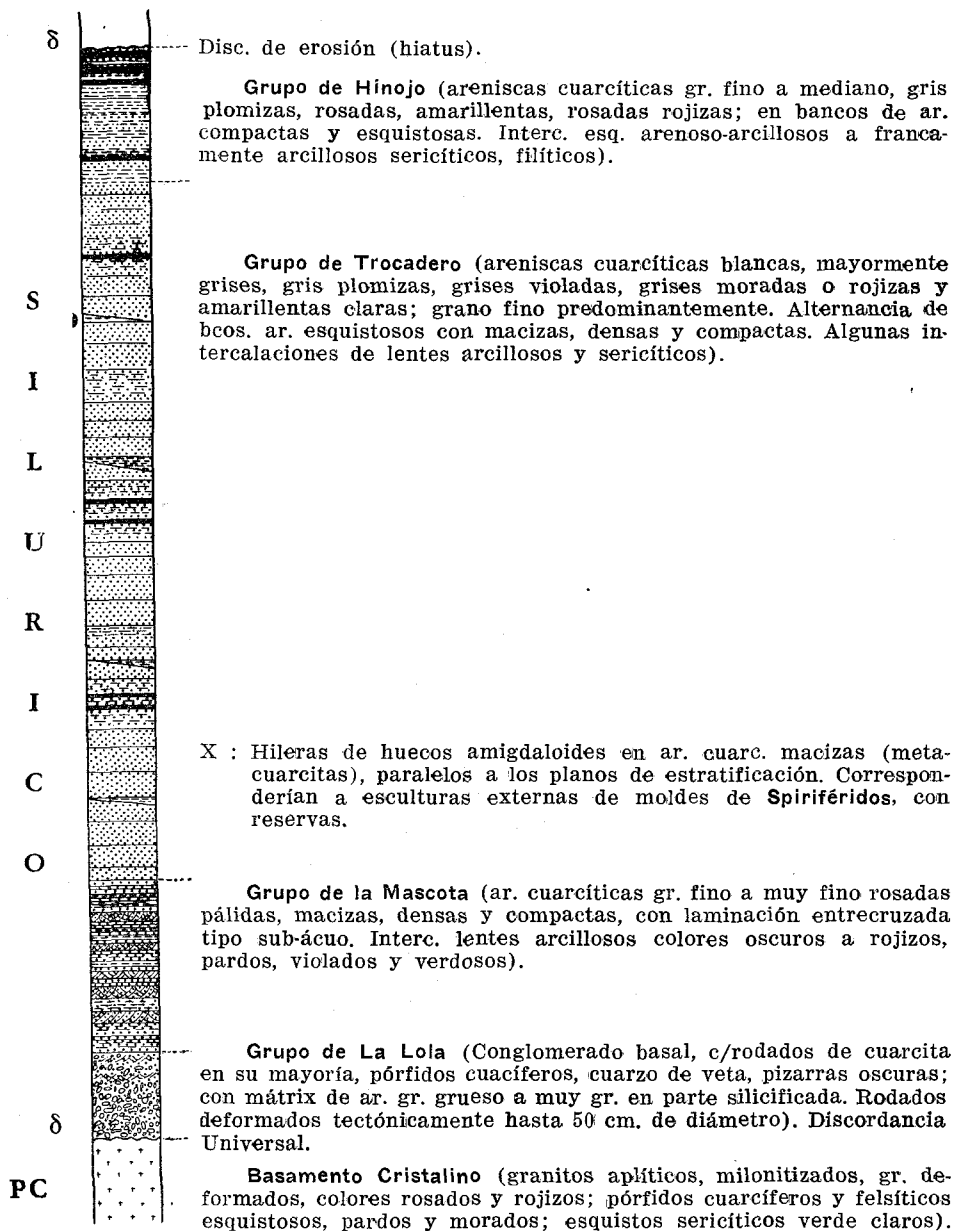 δ
Disc. de erosión (hiatus).
Grupo de Hinojo (areniscas cuarcíticas gr. fino a mediano, gris
plomizas, rosadas, amarillentas, rosadas rojizas; en bancos de ar.
compactas y esquistosas. Interc. esq. arenoso-arcillosos a franca-
mente arcillosos sericíticos, filíticos).
Grupo de Trocadero (areniscas cuarcíticas blancas, mayormente
grises, gris plomizas, grises violadas, grises moradas o rojizas y
amarillentas claras; grano fino predominantemente. Alternancia de
bcos. ar. esquistosos con macizas, densas y compactas. Algunas in-
tercalaciones de lentes arcillosos y sericíticos).
S
I
L
U
R
I
C
O
X : Hileras de huecos amigdaloides en ar. cuarc. macizas (meta-
cuarcitas), paralelos a los planos de estratificación. Correspon-
derían a esculturas externas de moldes de Spiriféridos, con
reservas.
Grupo de la Mascota (ar. cuarcíticas gr. fino a muy fino rosadas
pálidas, macizas, densas y compactas, con laminación entrecruzada
tipo sub-ácuo. Interc. lentes arcillosos colores oscuros a rojizos,
pardos, violados y verdosos).
Grupo de La Lola (Conglomerado basal, c/rodados de cuarcita
en su mayoría, pórfidos cuacíferos, cuarzo de veta, pizarras oscuras;
con mátrix de ar. gr. grueso a muy gr. en parte silicificada. Rodados
deformados tectónicamente hasta 50 cm. de diámetro). Discordancia
Universal.
δ
PC
Basamento Cristalino (granitos aplíticos, milonitizados, gr. de-
formados, colores rosados y rojizos; pórfidos cuarcíferos y felsíticos
esquistosos, pardos y morados; esquistos sericíticos verde claros).